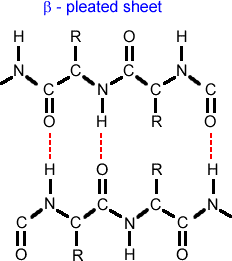 β - pleated sheet
H R O H
N C C N
C N C C
O H R O
H O R H
N C C N
C C N C
O R H O